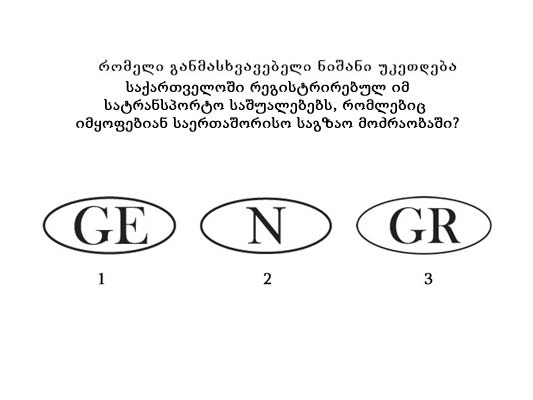 რომელი განმასხვავებელი ნიშანი უკეთდება
საქართველოში რეგისტრირებულ იმ
სატრანსპორტო საშუალებებს, რომლებიც
იმყოფებიან საერთაშორისო საგზაო მოძრაობაში?
GE N GR
1 2 3